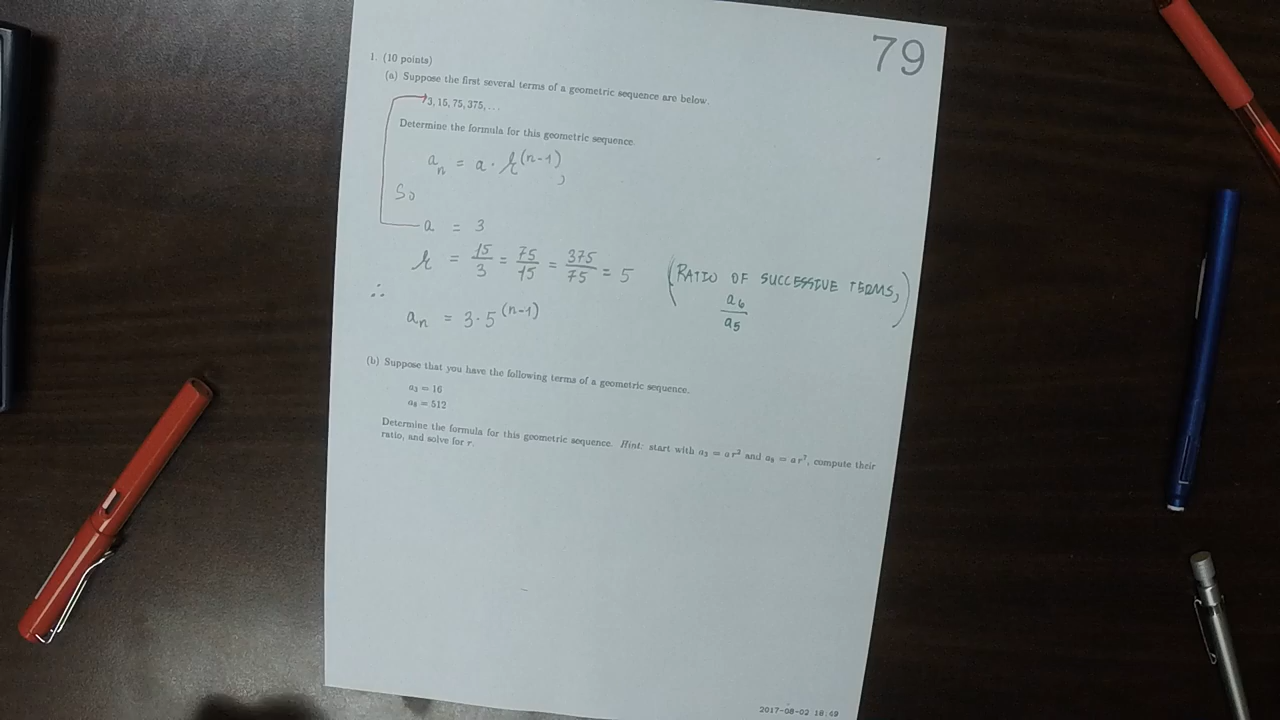 79
1. (10 points)
(a) Suppose the first several terms of a geometric sequence are below.
3, 15, 75, 375, ...
Determine the formula for this geometric sequence.
aₙ = a · r⁽ⁿ⁻¹⁾,
So
a = 3
r = 15/3 = 75/15 = 375/75 = 5 (RATIO OF SUCCESSIVE TERMS, a₆/a₅)
∴
aₙ = 3·5⁽ⁿ⁻¹⁾
(b) Suppose that you have the following terms of a geometric sequence.
a₃ = 16
a₈ = 512
Determine the formula for this geometric sequence. Hint: start with a₃ = a r² and a₈ = a r⁷, compute their
ratio, and solve for r.
2017-08-02 18:49